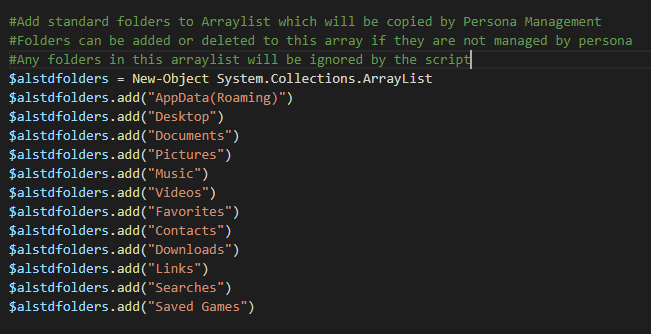 #Add standard folders to Arraylist which will be copied by Persona Management
#Folders can be added or deleted to this array if they are not managed by persona
#Any folders in this arraylist will be ignored by the script
$alstdfolders = New-Object System.Collections.ArrayList
$alstdfolders.add("AppData(Roaming)")
$alstdfolders.add("Desktop")
$alstdfolders.add("Documents")
$alstdfolders.add("Pictures")
$alstdfolders.add("Music")
$alstdfolders.add("Videos")
$alstdfolders.add("Favorites")
$alstdfolders.add("Contacts")
$alstdfolders.add("Downloads")
$alstdfolders.add("Links")
$alstdfolders.add("Searches")
$alstdfolders.add("Saved Games")